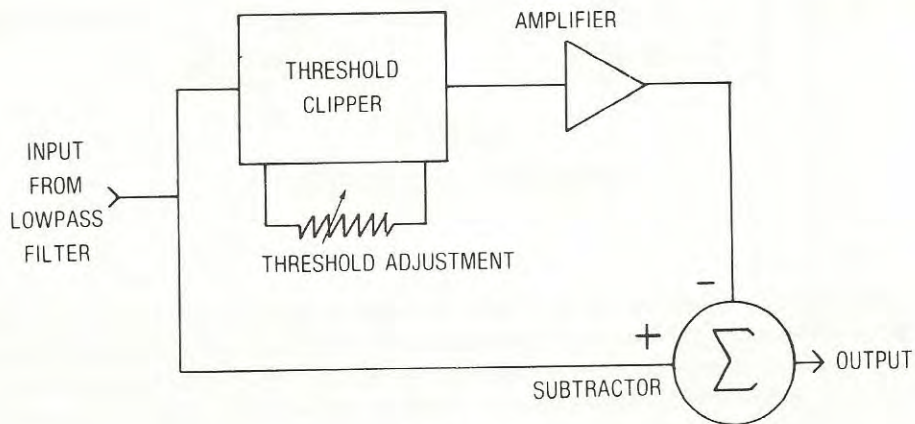 AMPLIFIER
THRESHOLD
CLIPPER
INPUT
FROM
LOWPASS
FILTER
THRESHOLD ADJUSTMENT
−
+
Σ
OUTPUT
SUBTRACTOR